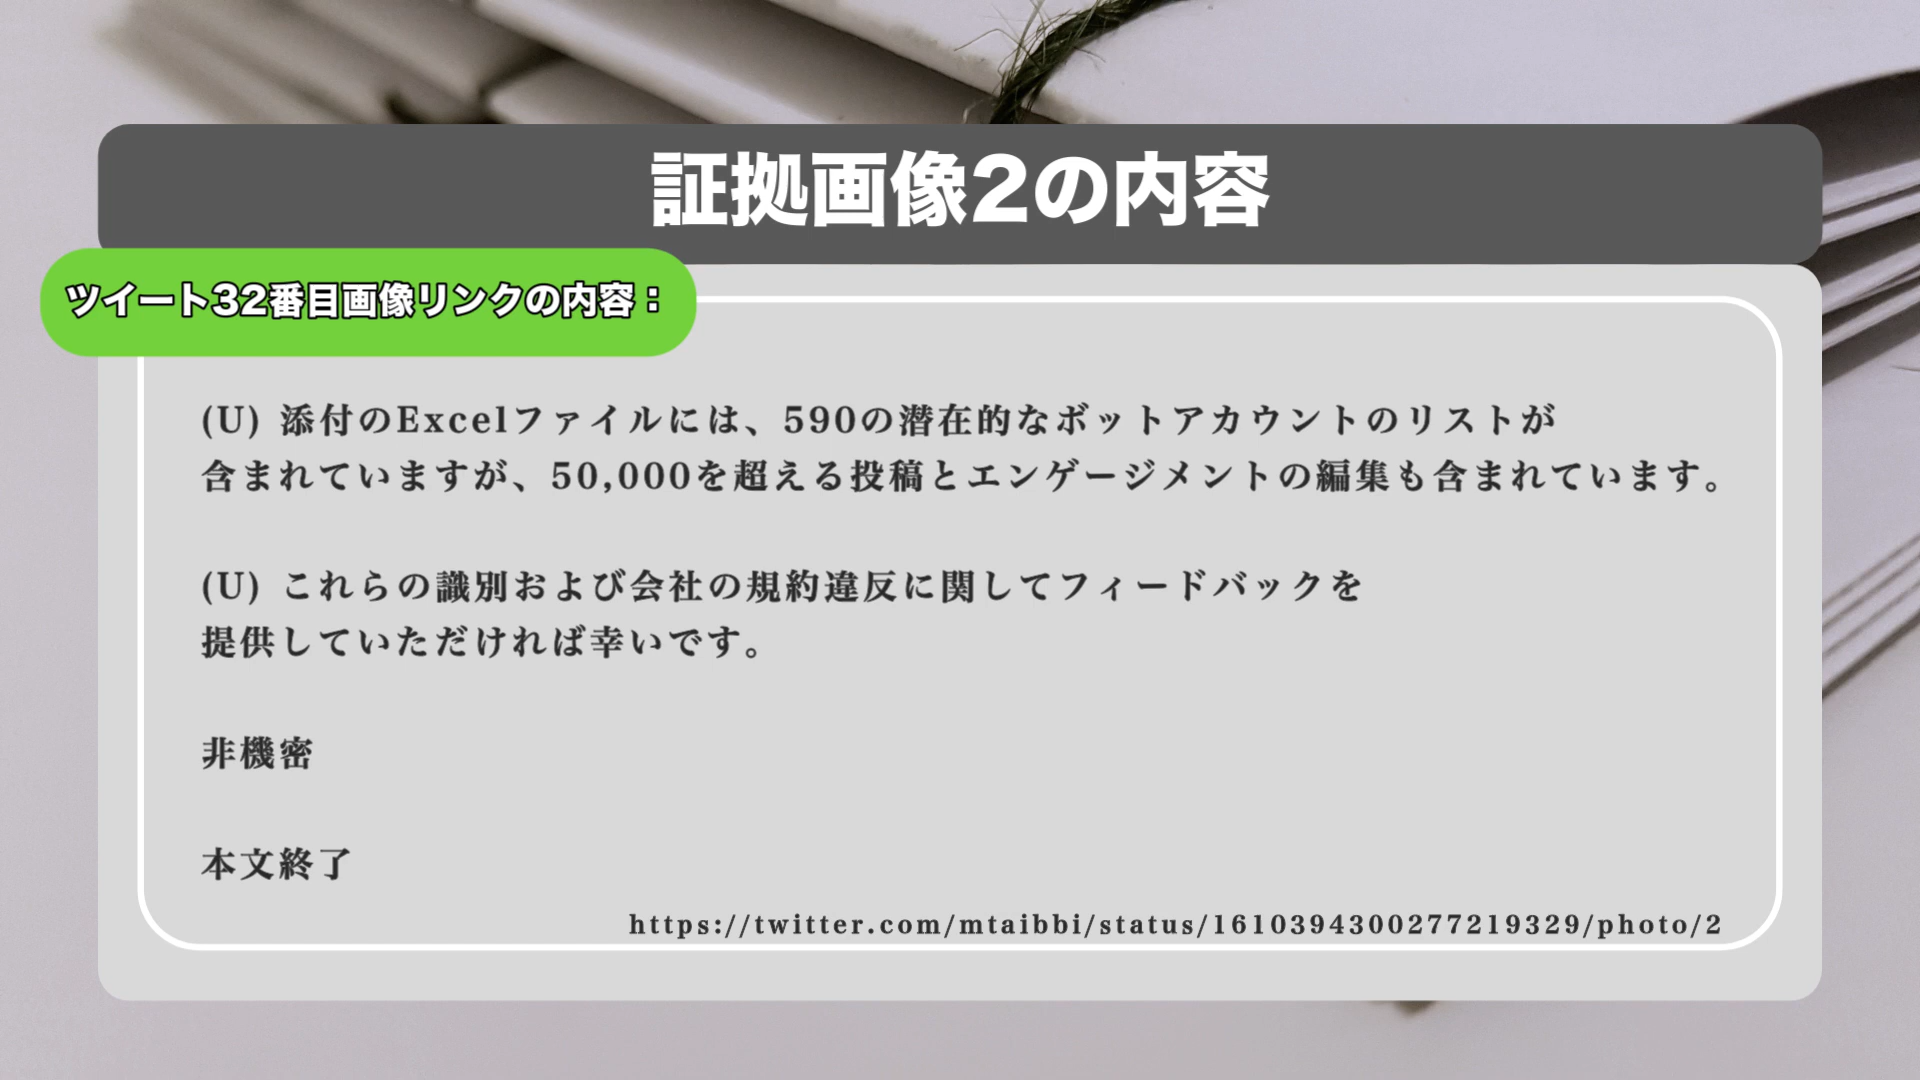 証拠画像2の内容
ツイート32番目画像リンクの内容：
(U) 添付のExcelファイルには、590の潜在的なボットアカウントのリストが
含まれていますが、50,000を超える投稿とエンゲージメントの編集も含まれています。
(U) これらの識別および会社の規約違反に関してフィードバックを
提供していただければ幸いです。
非機密
本文終了
https://twitter.com/mtaibbi/status/1610394300277219329/photo/2